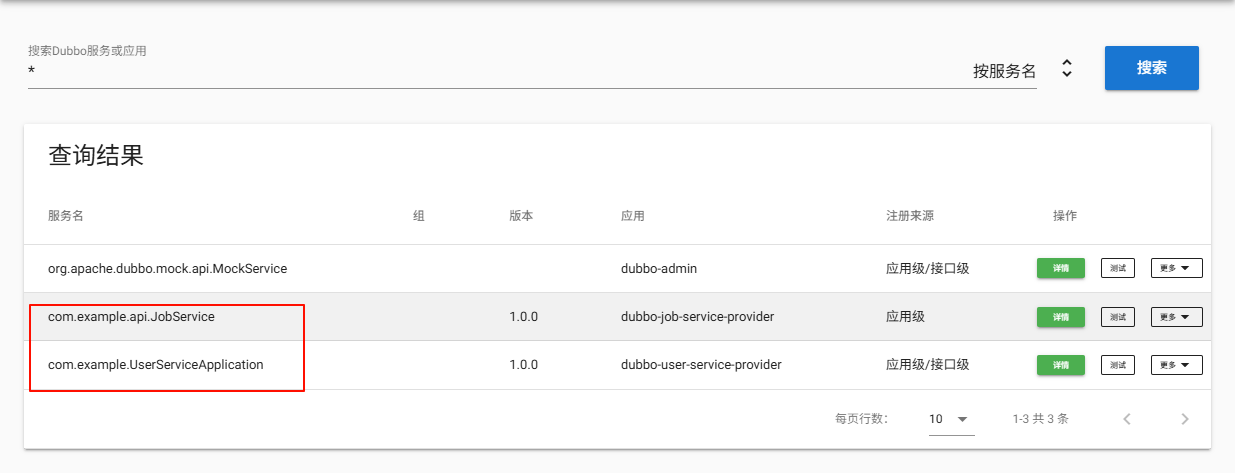 搜索Dubbo服务或应用
* 按服务名 搜索
查询结果
服务名 组 版本 应用 注册来源 操作
org.apache.dubbo.mock.api.MockService dubbo-admin 应用级/接口级 详情 测试 更多
com.example.api.JobService 1.0.0 dubbo-job-service-provider 应用级 详情 测试 更多
com.example.UserServiceApplication 1.0.0 dubbo-user-service-provider 应用级/接口级 详情 测试 更多
每页行数： 10 1-3 共 3 条